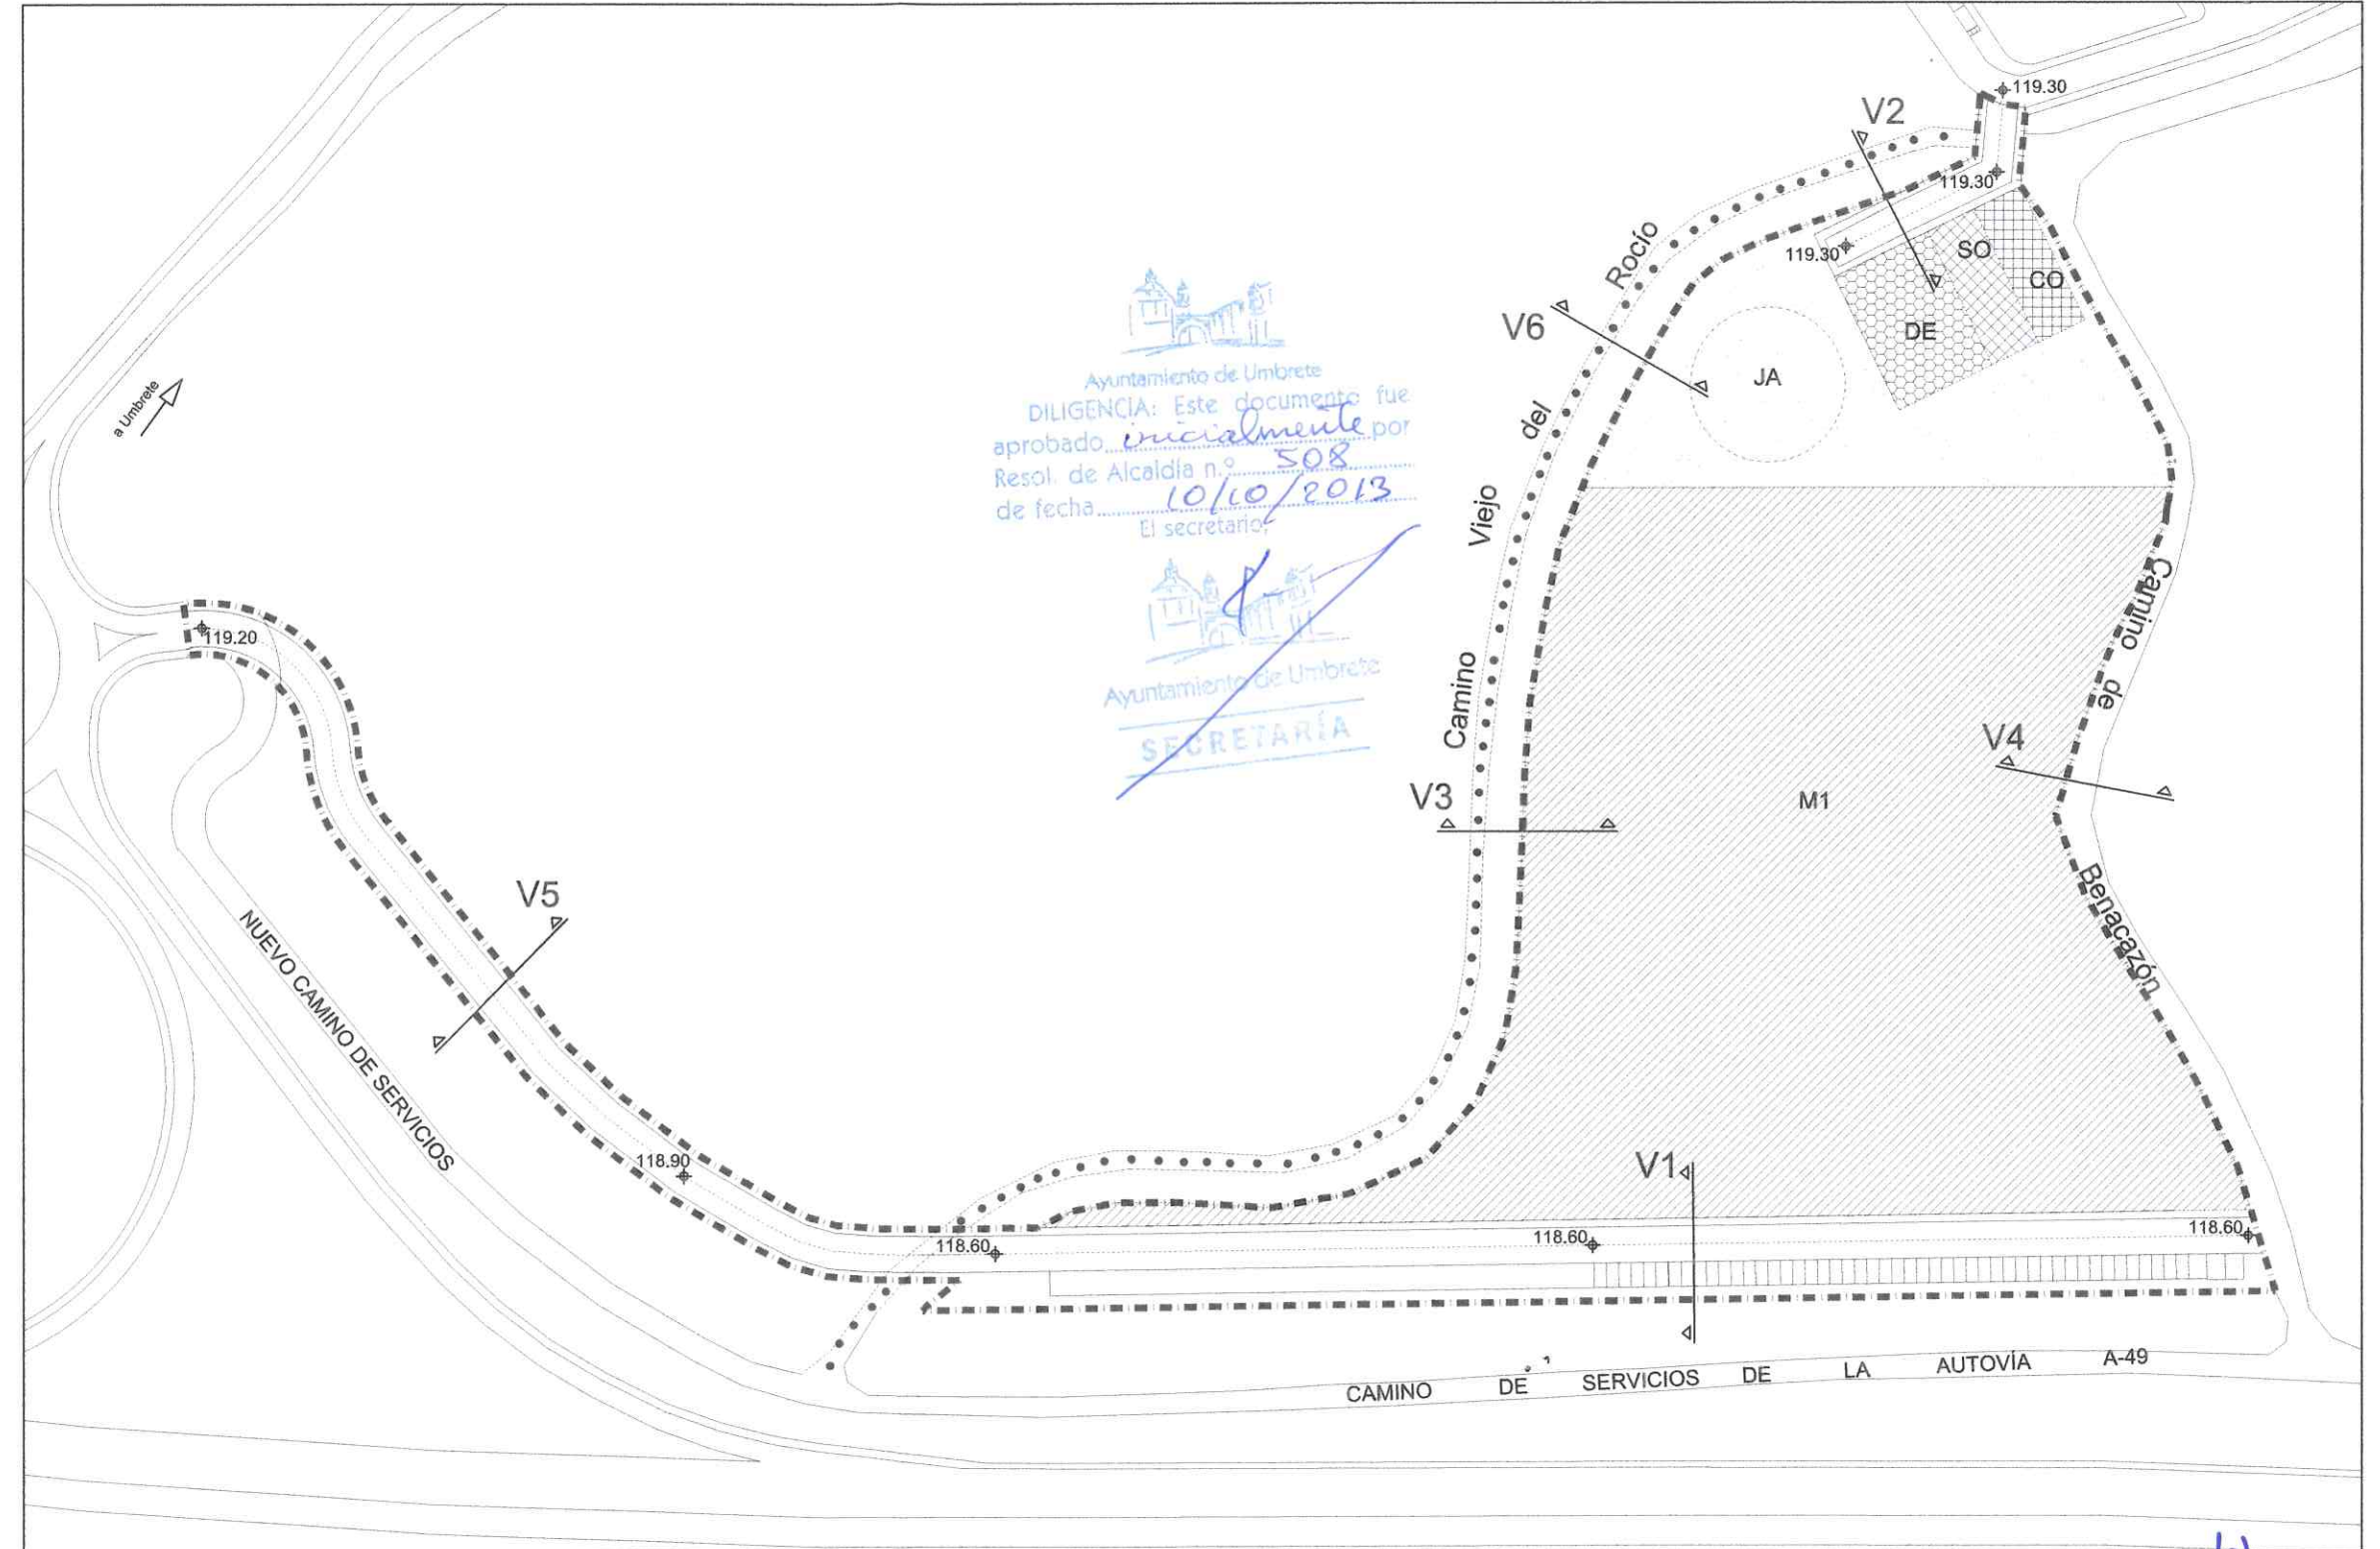 119.30
V2
119.30
119.30
SO
CO
DE
JA
V6
Camino Viejo del Rocío
a Umbrete
Ayuntamiento de Umbrete
DILIGENCIA: Este documento fue
aprobado inicialmente por
Resol. de Alcaldía n.º 508
de fecha 10/10/2013
El secretario,
Ayuntamiento de Umbrete
SECRETARÍA
119.20
Camino de Benacazón
V4
V3
M1
V5
NUEVO CAMINO DE SERVICIOS
118.90
V1
118.60
118.60
118.60
CAMINO DE SERVICIOS DE LA AUTOVÍA A-49